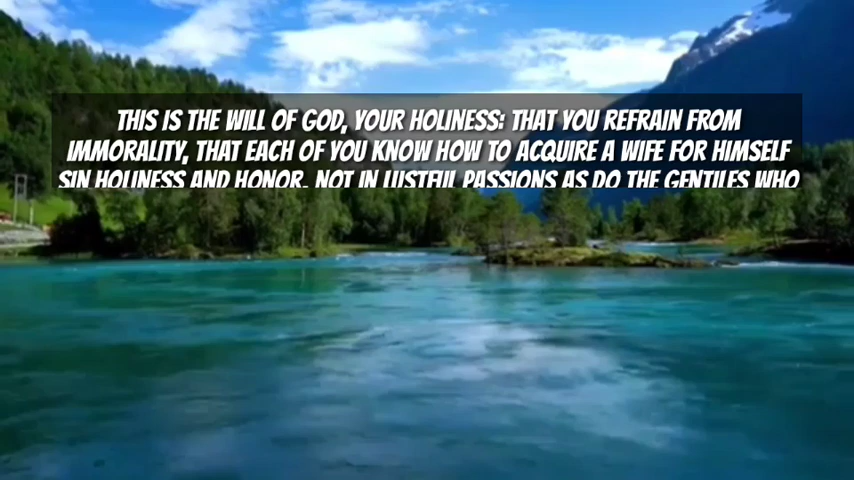 THIS IS THE WILL OF GOD, YOUR HOLINESS: THAT YOU REFRAIN FROM
IMMORALITY, THAT EACH OF YOU KNOW HOW TO ACQUIRE A WIFE FOR HIMSELF
SIN HOLINESS AND HONOR, NOT IN LUSTFUL PASSIONS AS DO THE GENTILES WHO